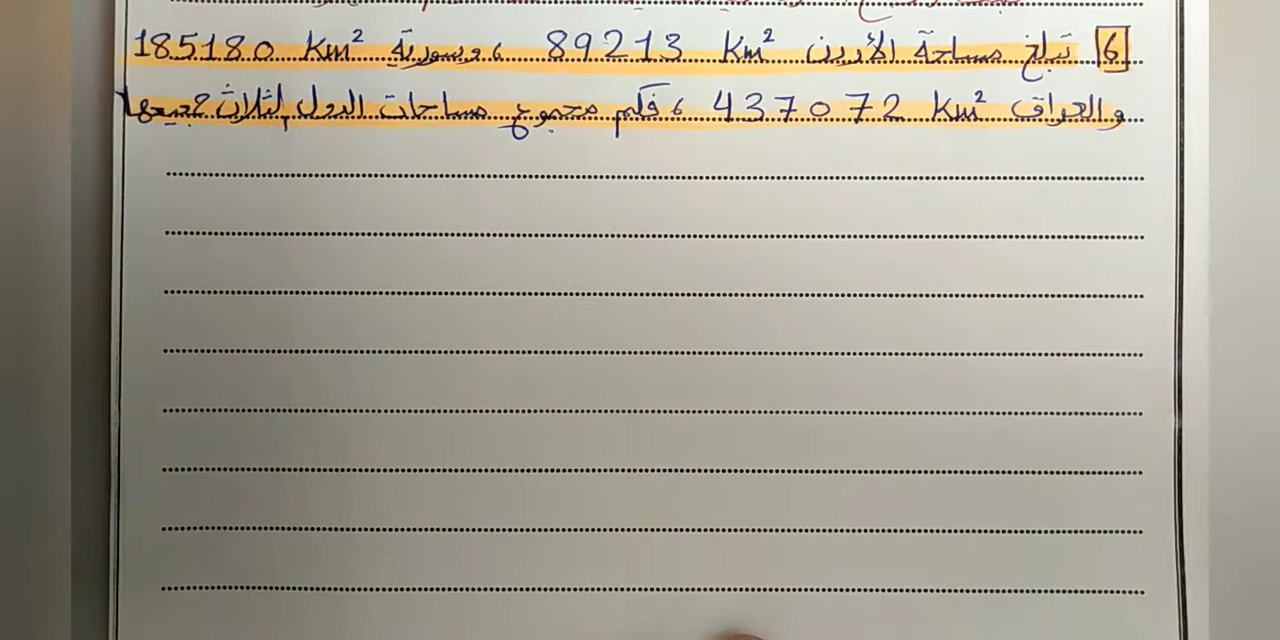 6 تبلغ مساحة الأردن 89213 Km² ، وسورية 185180 Km²
والعراق 437072 Km² ، فكم مجموع مساحات الدول الثلاث جميعها